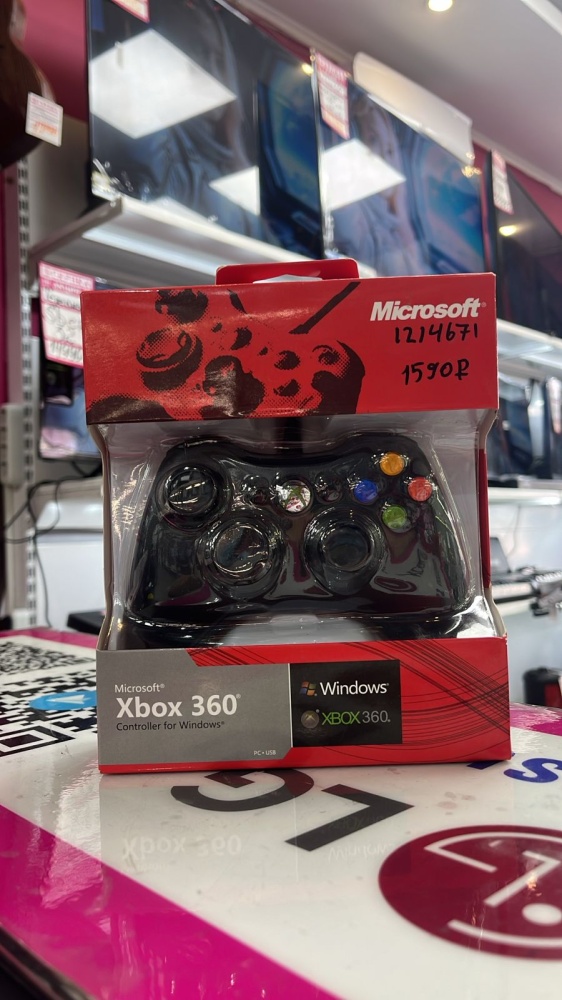 Microsoft®
1214671
1590₽
Microsoft®
Xbox 360®
Controller for Windows®
PC • USB
Windows®
XBOX 360.
LG